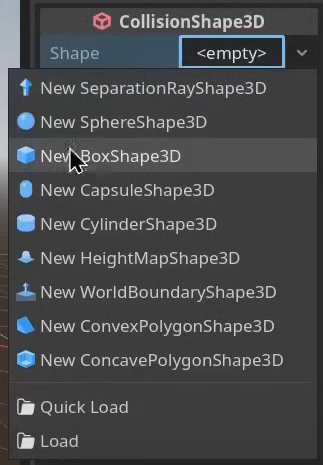 CollisionShape3D
Shape <empty>
New SeparationRayShape3D
New SphereShape3D
New BoxShape3D
New CapsuleShape3D
New CylinderShape3D
New HeightMapShape3D
New WorldBoundaryShape3D
New ConvexPolygonShape3D
New ConcavePolygonShape3D
Quick Load
Load